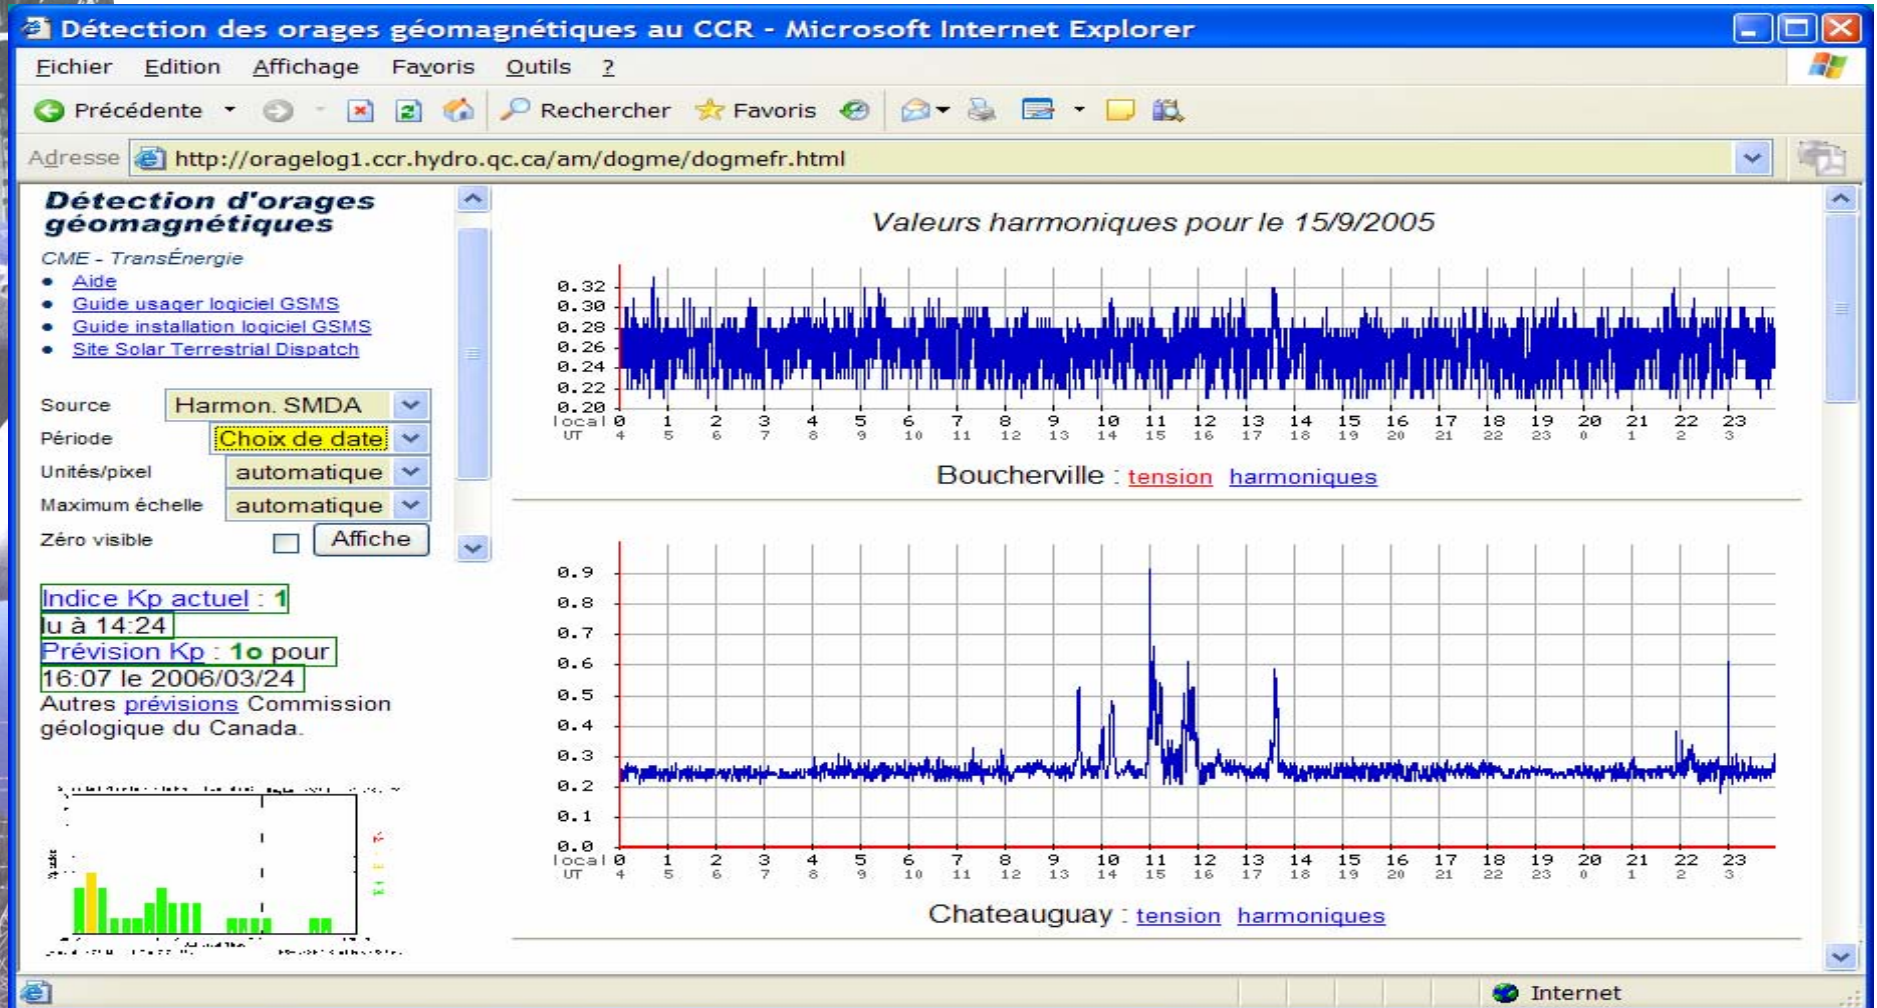 Détection des orages géomagnétiques au CCR - Microsoft Internet Explorer
Fichier Edition Affichage Favoris Outils ?
Précédente Rechercher Favoris
Adresse http://oragelog1.ccr.hydro.qc.ca/am/dogme/dogmefr.html
Détection d'orages
géomagnétiques
CME - TransÉnergie
Aide
Guide usager logiciel GSMS
Guide installation logiciel GSMS
Site Solar Terrestrial Dispatch
Source Harmon. SMDA
Période Choix de date
Unités/pixel automatique
Maximum échelle automatique
Zéro visible Affiche
Indice Kp actuel : 1
lu à 14:24
Prévision Kp : 1o pour
16:07 le 2006/03/24
Autres prévisions Commission
géologique du Canada.
Valeurs harmoniques pour le 15/9/2005
0.32
0.30
0.28
0.26
0.24
0.22
0.20
local 0 1 2 3 4 5 6 7 8 9 10 11 12 13 14 15 16 17 18 19 20 21 22 23
UT 4 5 6 7 8 9 10 11 12 13 14 15 16 17 18 19 20 21 22 23 0 1 2 3
Boucherville : tension harmoniques
0.9
0.8
0.7
0.6
0.5
0.4
0.3
0.2
0.1
0.0
local 0 1 2 3 4 5 6 7 8 9 10 11 12 13 14 15 16 17 18 19 20 21 22 23
UT 4 5 6 7 8 9 10 11 12 13 14 15 16 17 18 19 20 21 22 23 0 1 2 3
Chateauguay : tension harmoniques
Internet